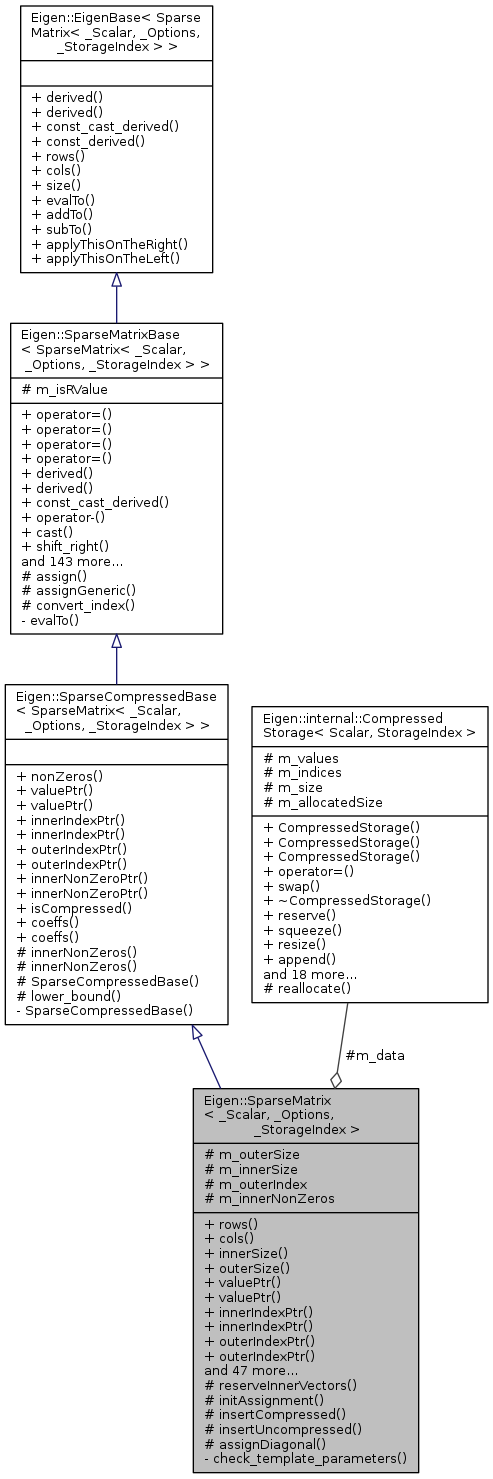 Eigen::EigenBase< Sparse
Matrix< _Scalar, _Options,
_StorageIndex > >
+ derived()
+ derived()
+ const_cast_derived()
+ const_derived()
+ rows()
+ cols()
+ size()
+ evalTo()
+ addTo()
+ subTo()
+ applyThisOnTheRight()
+ applyThisOnTheLeft()
Eigen::SparseMatrixBase
< SparseMatrix< _Scalar,
_Options, _StorageIndex > >
# m_isRValue
+ operator=()
+ operator=()
+ operator=()
+ operator=()
+ derived()
+ derived()
+ const_cast_derived()
+ operator-()
+ cast()
+ shift_right()
and 143 more...
# assign()
# assignGeneric()
# convert_index()
- evalTo()
Eigen::SparseCompressedBase
< SparseMatrix< _Scalar,
_Options, _StorageIndex > >
+ nonZeros()
+ valuePtr()
+ valuePtr()
+ innerIndexPtr()
+ innerIndexPtr()
+ outerIndexPtr()
+ outerIndexPtr()
+ innerNonZeroPtr()
+ innerNonZeroPtr()
+ isCompressed()
+ coeffs()
+ coeffs()
# innerNonZeros()
# innerNonZeros()
# SparseCompressedBase()
# lower_bound()
- SparseCompressedBase()
Eigen::internal::Compressed
Storage< Scalar, StorageIndex >
# m_values
# m_indices
# m_size
# m_allocatedSize
+ CompressedStorage()
+ CompressedStorage()
+ CompressedStorage()
+ operator=()
+ swap()
+ ~CompressedStorage()
+ reserve()
+ squeeze()
+ resize()
+ append()
and 18 more...
# reallocate()
#m_data
Eigen::SparseMatrix
< _Scalar, _Options,
_StorageIndex >
# m_outerSize
# m_innerSize
# m_outerIndex
# m_innerNonZeros
+ rows()
+ cols()
+ innerSize()
+ outerSize()
+ valuePtr()
+ valuePtr()
+ innerIndexPtr()
+ innerIndexPtr()
+ outerIndexPtr()
+ outerIndexPtr()
and 47 more...
# reserveInnerVectors()
# initAssignment()
# insertCompressed()
# insertUncompressed()
# assignDiagonal()
- check_template_parameters()